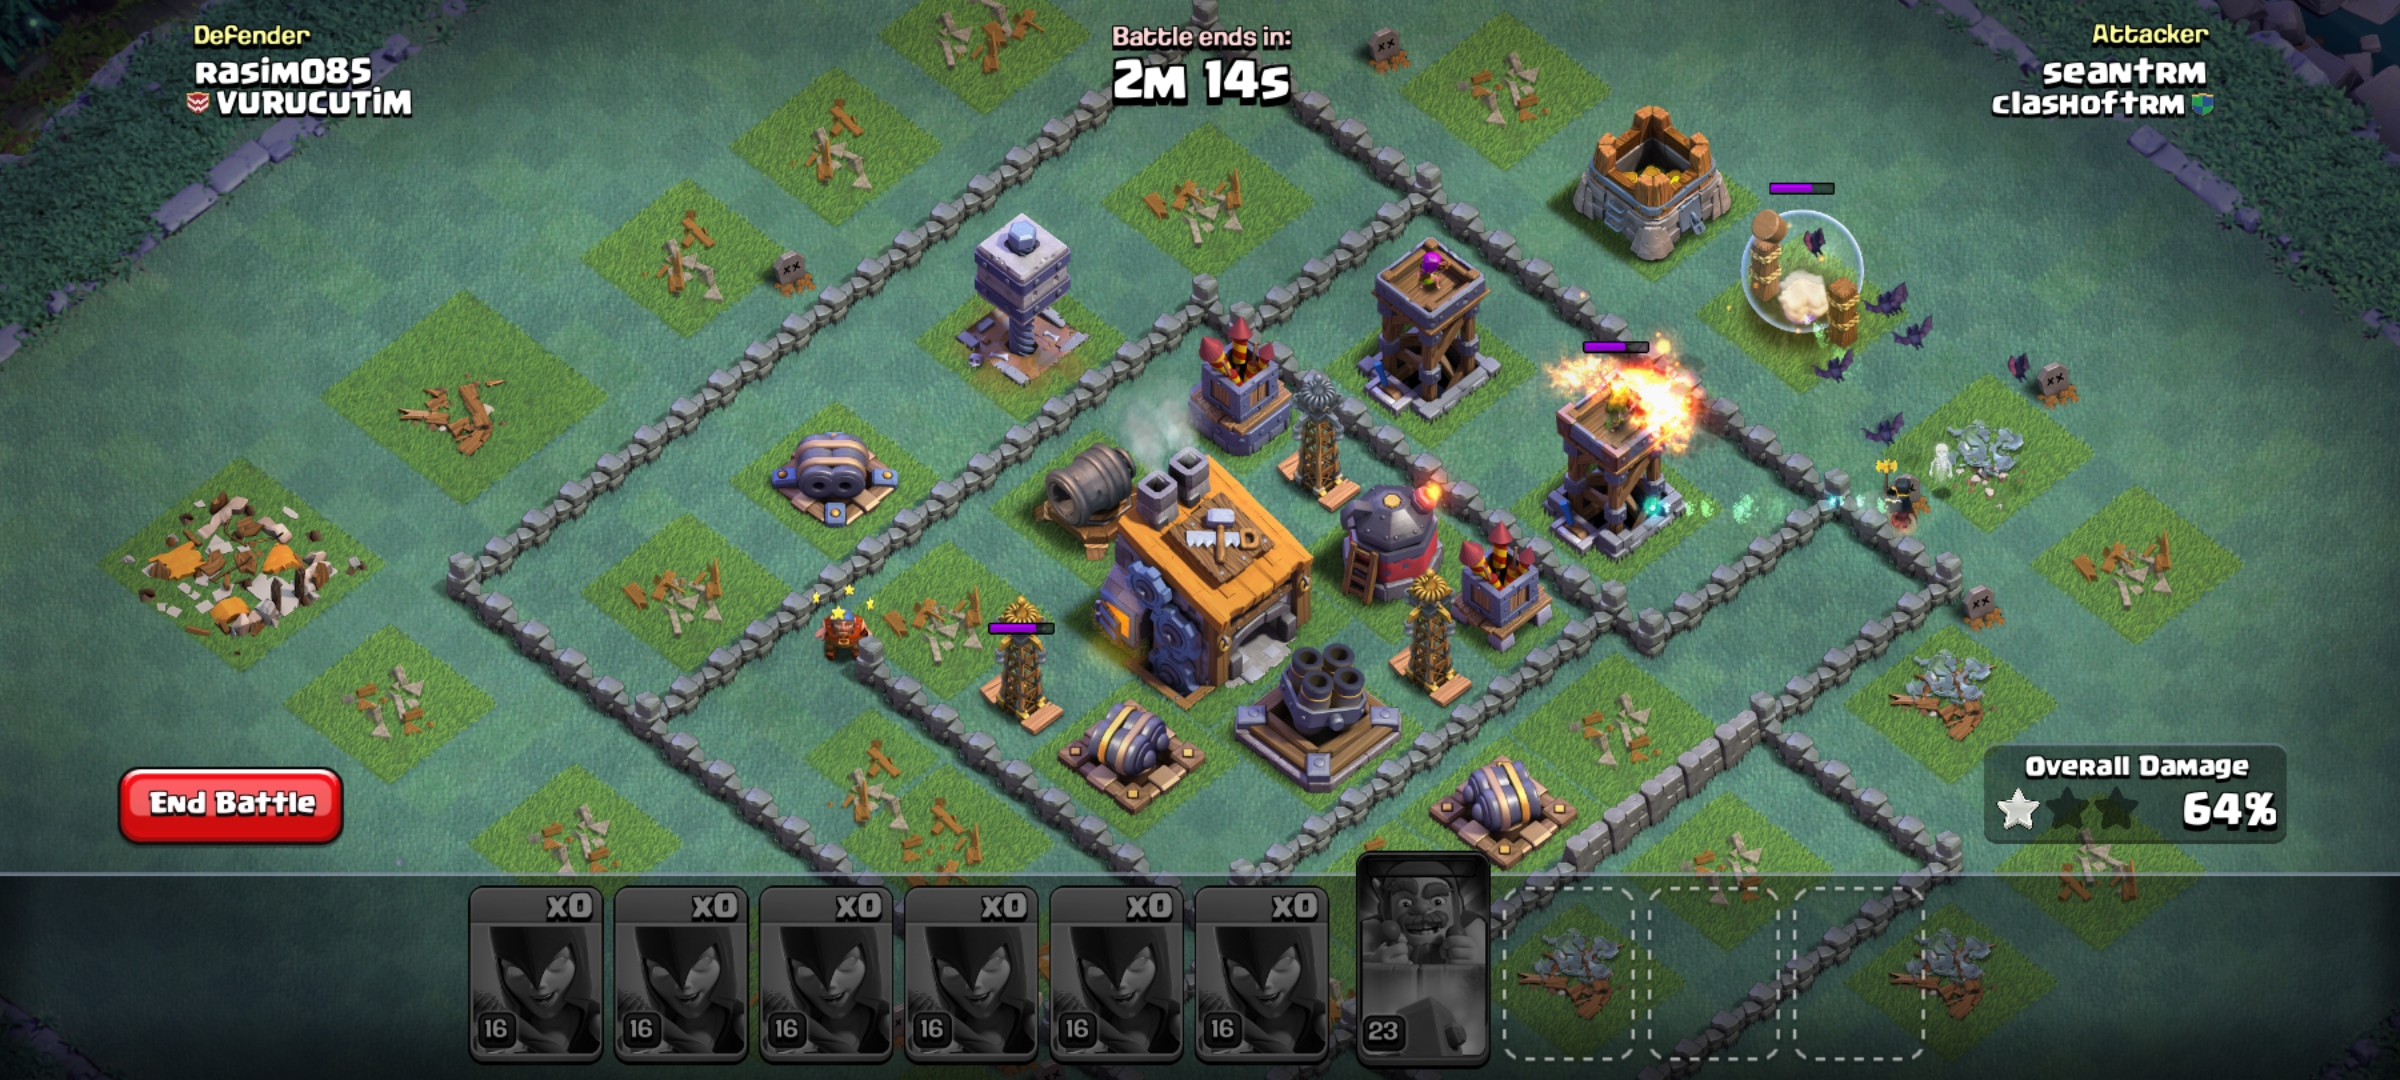 Defender
Rasim085
VURUCUTiM
Battle ends in:
2M 14s
Attacker
seantRM
clashoftRM
End Battle
Overall Damage
64%
x0
x0
x0
x0
x0
x0
16
16
16
16
16
16
23